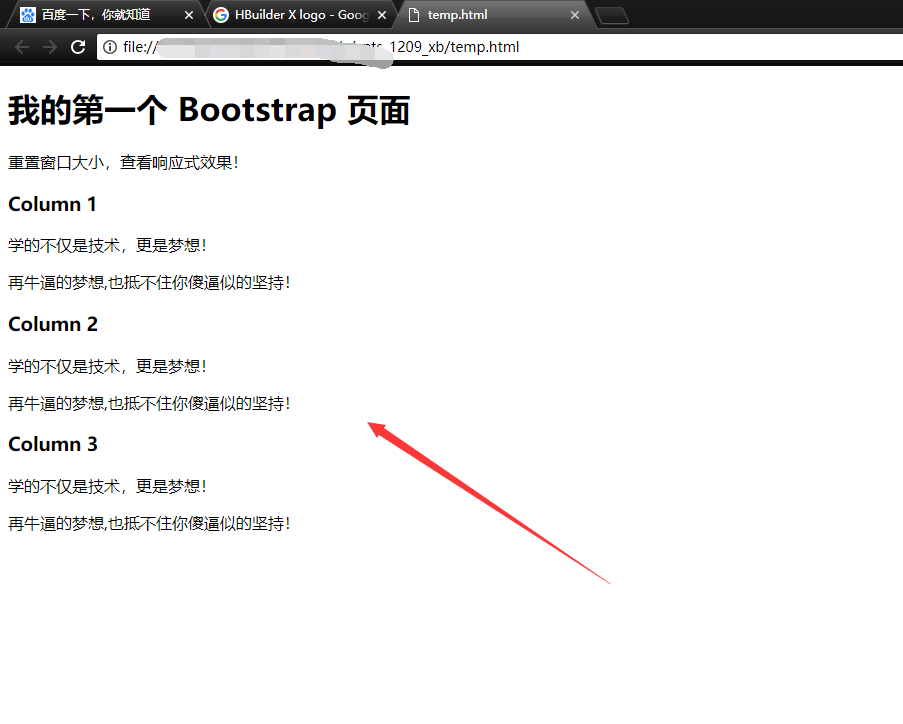 百度一下，你就知道
HBuilder X logo - Goog
temp.html
file://
_1209_xb/temp.html
我的第一个 Bootstrap 页面
重置窗口大小，查看响应式效果！
Column 1
学的不仅是技术，更是梦想！
再牛逼的梦想,也抵不住你傻逼似的坚持！
Column 2
学的不仅是技术，更是梦想！
再牛逼的梦想,也抵不住你傻逼似的坚持！
Column 3
学的不仅是技术，更是梦想！
再牛逼的梦想,也抵不住你傻逼似的坚持！